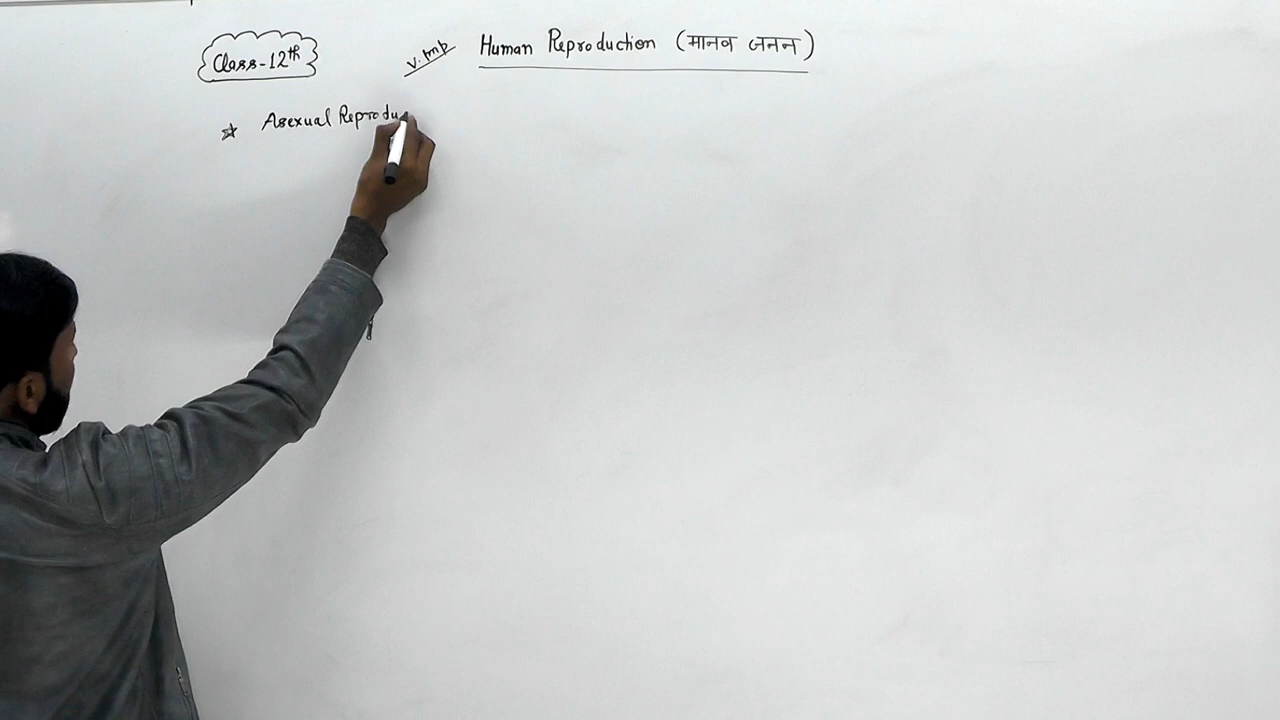 Class-12th
v. Imp Human Reproduction (मानव जनन)
☆ Asexual Reprodu